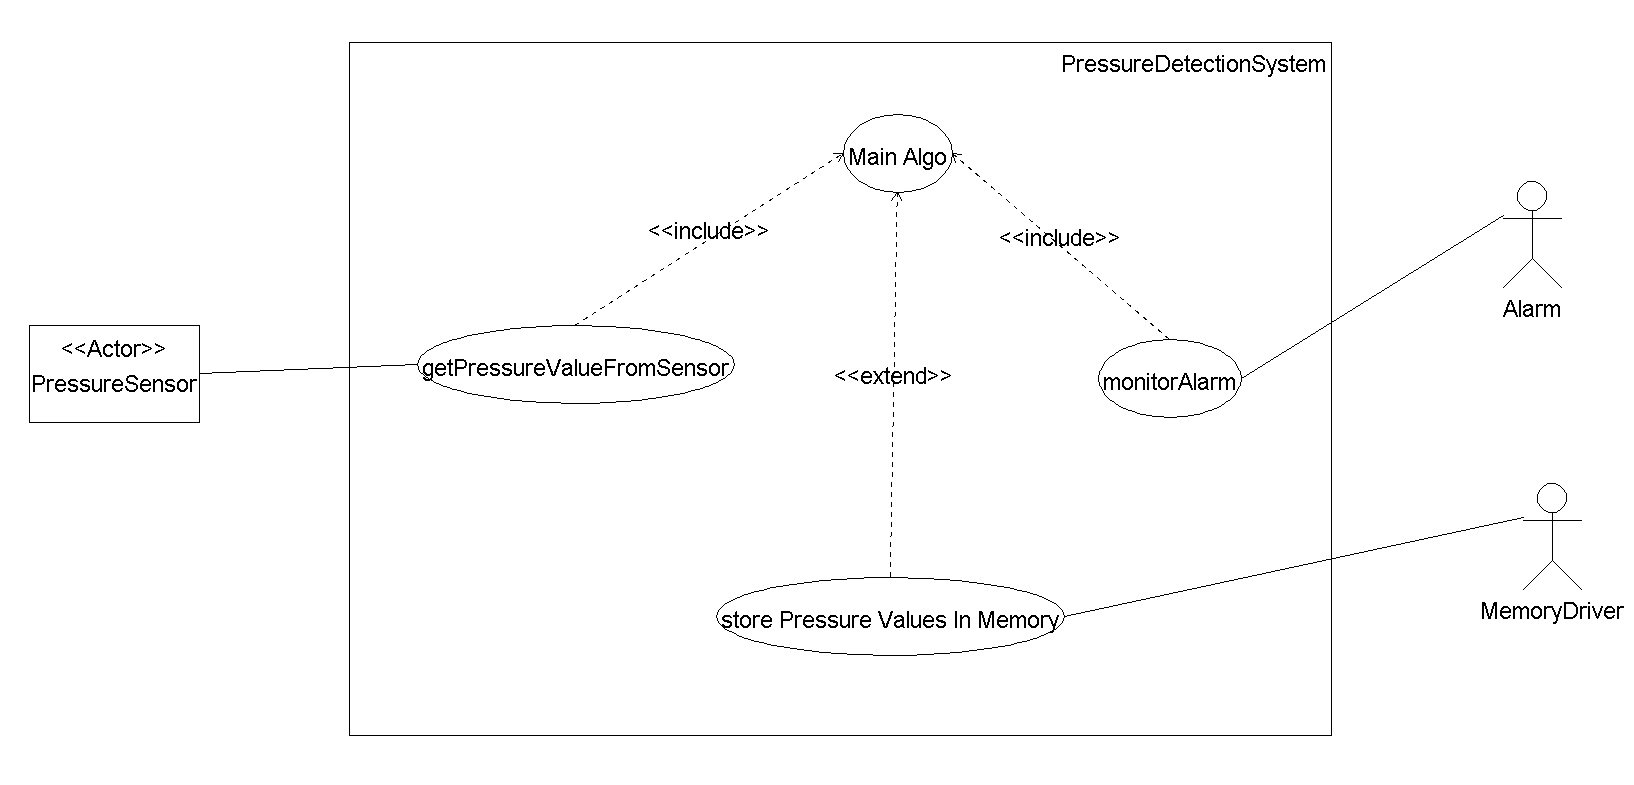 PressureDetectionSystem
Main Algo
<<include>>
<<include>>
Alarm
<<Actor>>
PressureSensor
getPressureValueFromSensor
<<extend>>
monitorAlarm
store Pressure Values In Memory
MemoryDriver